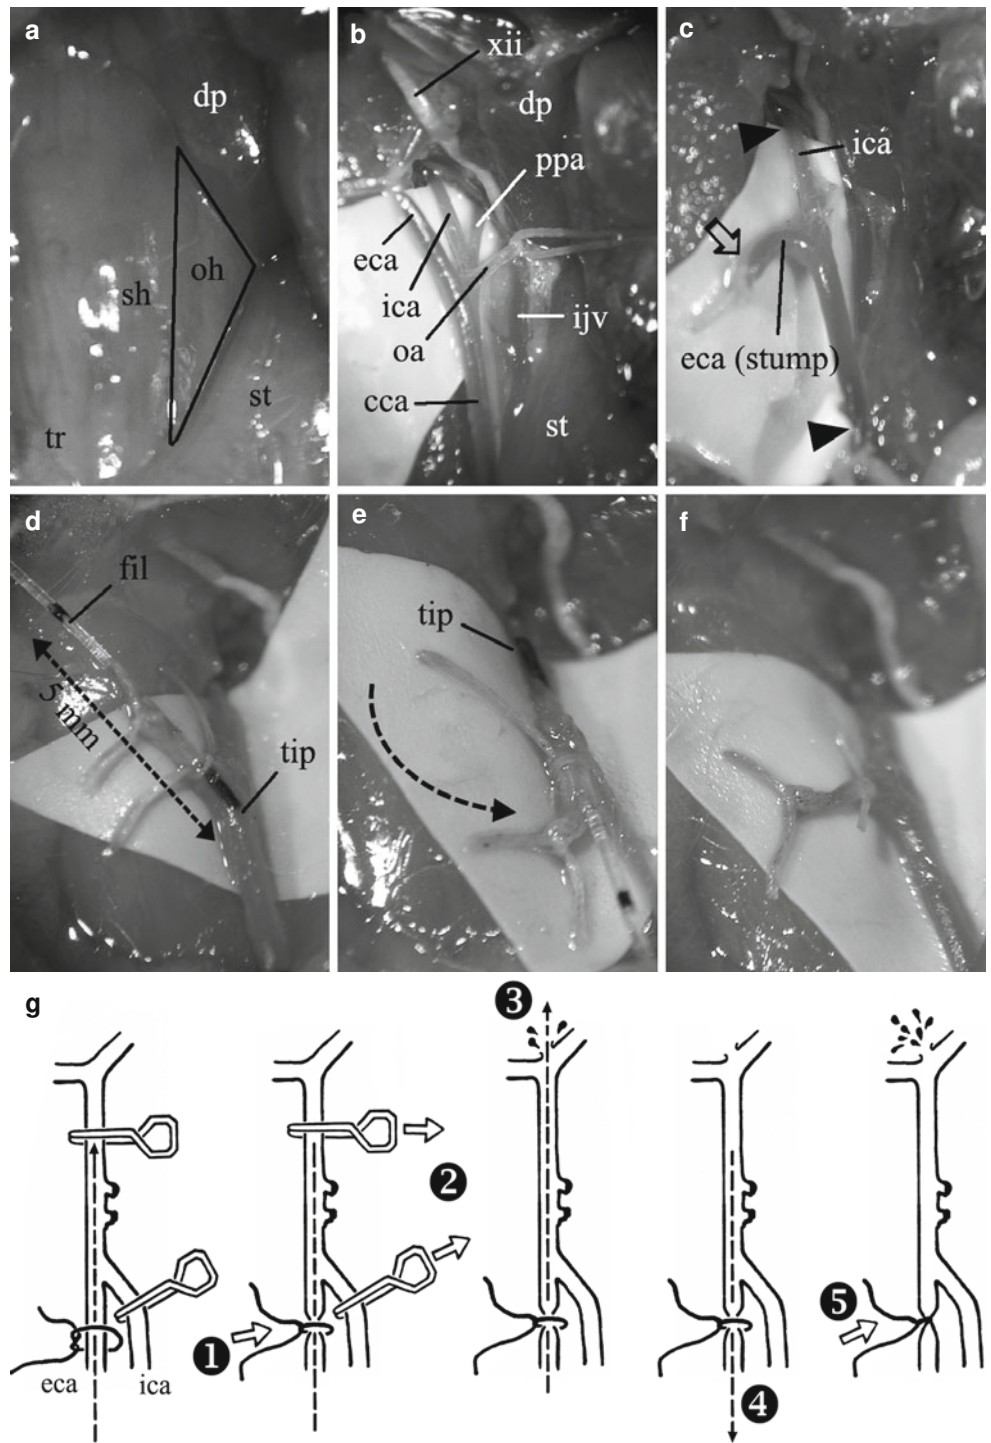 a
dp
oh
sh
st
tr
b
xii
dp
ppa
eca
ica
oa
ijv
cca
st
c
ica
eca (stump)
d
fil
5 mm
tip
e
tip
f
g
3
2
1
5
eca
ica
4